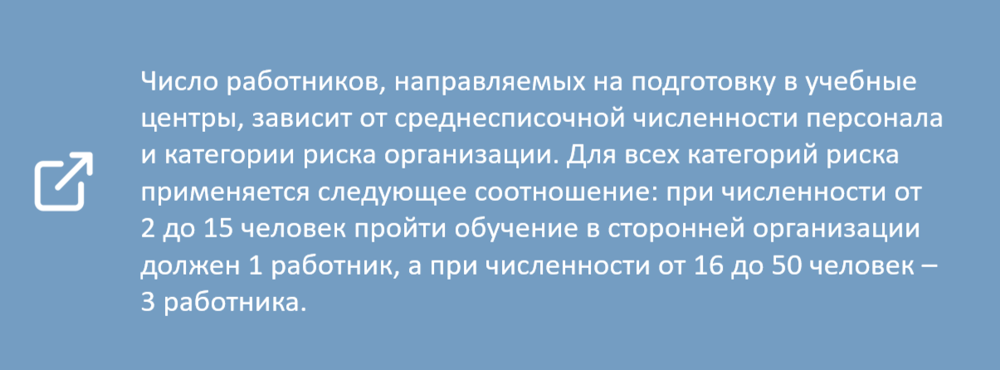 Число работников, направляемых на подготовку в учебные
центры, зависит от среднесписочной численности персонала
и категории риска организации. Для всех категорий риска
применяется следующее соотношение: при численности от
2 до 15 человек пройти обучение в сторонней организации
должен 1 работник, а при численности от 16 до 50 человек –
3 работника.